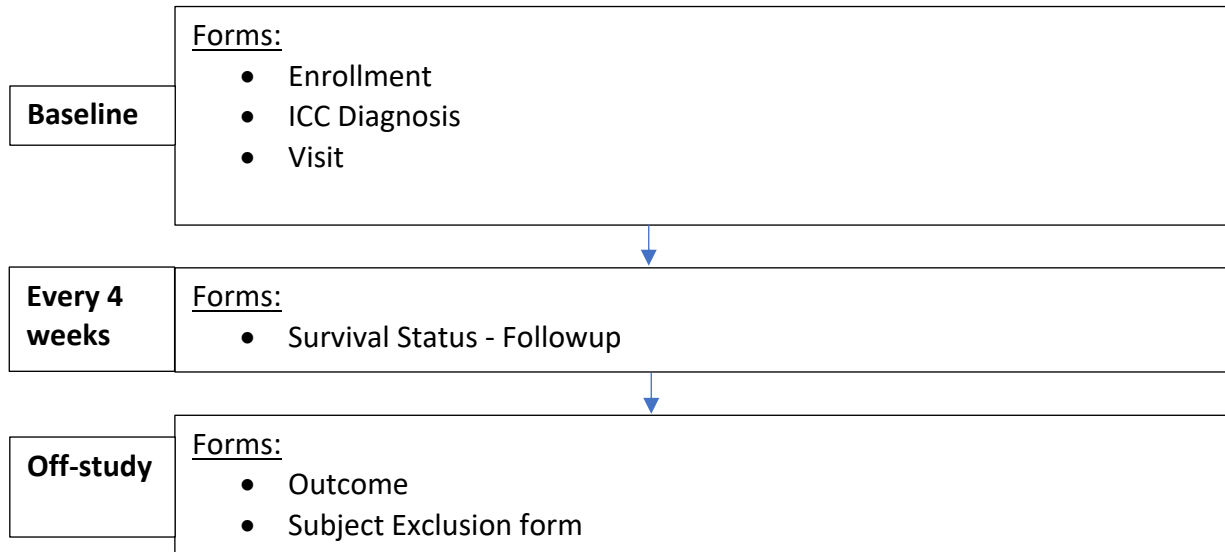 Baseline
Forms:
• Enrollment
• ICC Diagnosis
• Visit
Every 4
weeks
Forms:
• Survival Status - Followup
Off-study
Forms:
• Outcome
• Subject Exclusion form